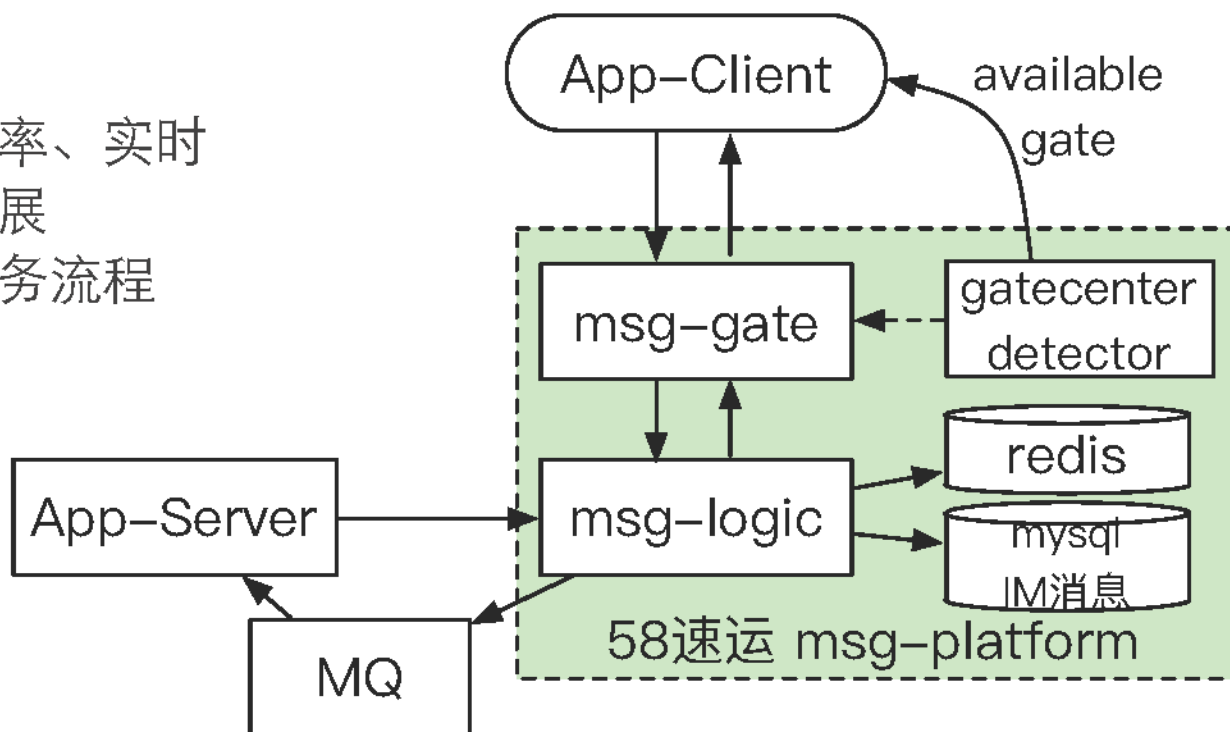 App–Client
available
gate
率、实时
展
务流程
msg–gate
gatecenter
detector
redis
App–Server
msg–logic
mysql
IM消息
58速运 msg–platform
MQ